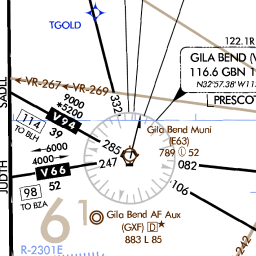 TGOLD
122.1R
GILA BEND (V
116.6 GBN 1
N32°57.38' W11
PRESCOT
VR-267
VR-269
SADLL
9000
*5200
332
V94
114
TO BLH
39
285
Gila Bend Muni
(E63)
789 Ⓛ 52
6000
4000
247
082
V66
52
98
TO BZA
JUDTH
106
61
Gila Bend AF Aux
(GXF) D★
883 L 85
R-2301E
-242